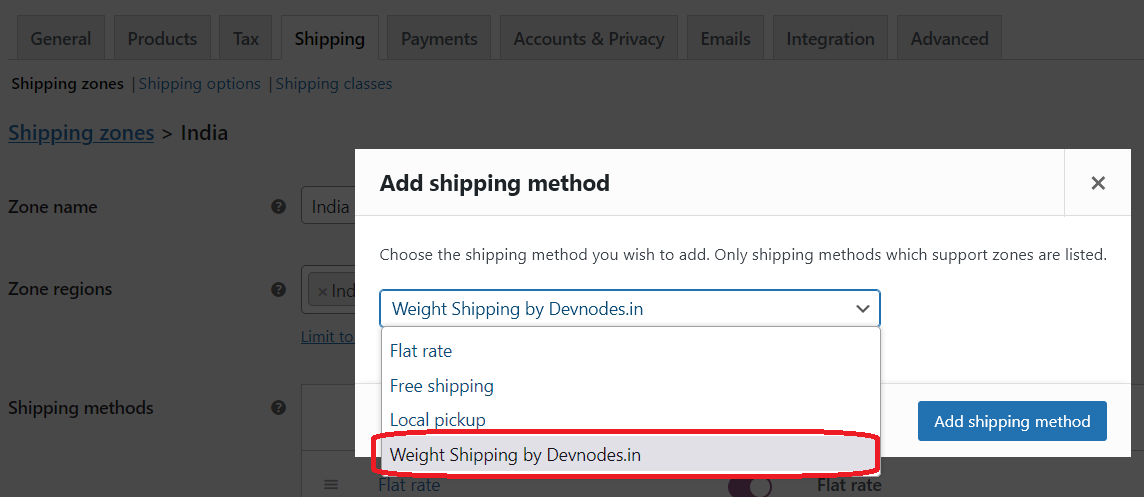 General Products Tax Shipping Payments Accounts & Privacy Emails Integration Advanced
Shipping zones | Shipping options | Shipping classes
Shipping zones > India
Add shipping method
Zone name
India
Choose the shipping method you wish to add. Only shipping methods which support zones are listed.
Zone regions
× Ind
Weight Shipping by Devnodes.in
Limit to
Flat rate
Free shipping
Shipping methods
Local pickup
Add shipping method
Weight Shipping by Devnodes.in
Flat rate
Flat rate